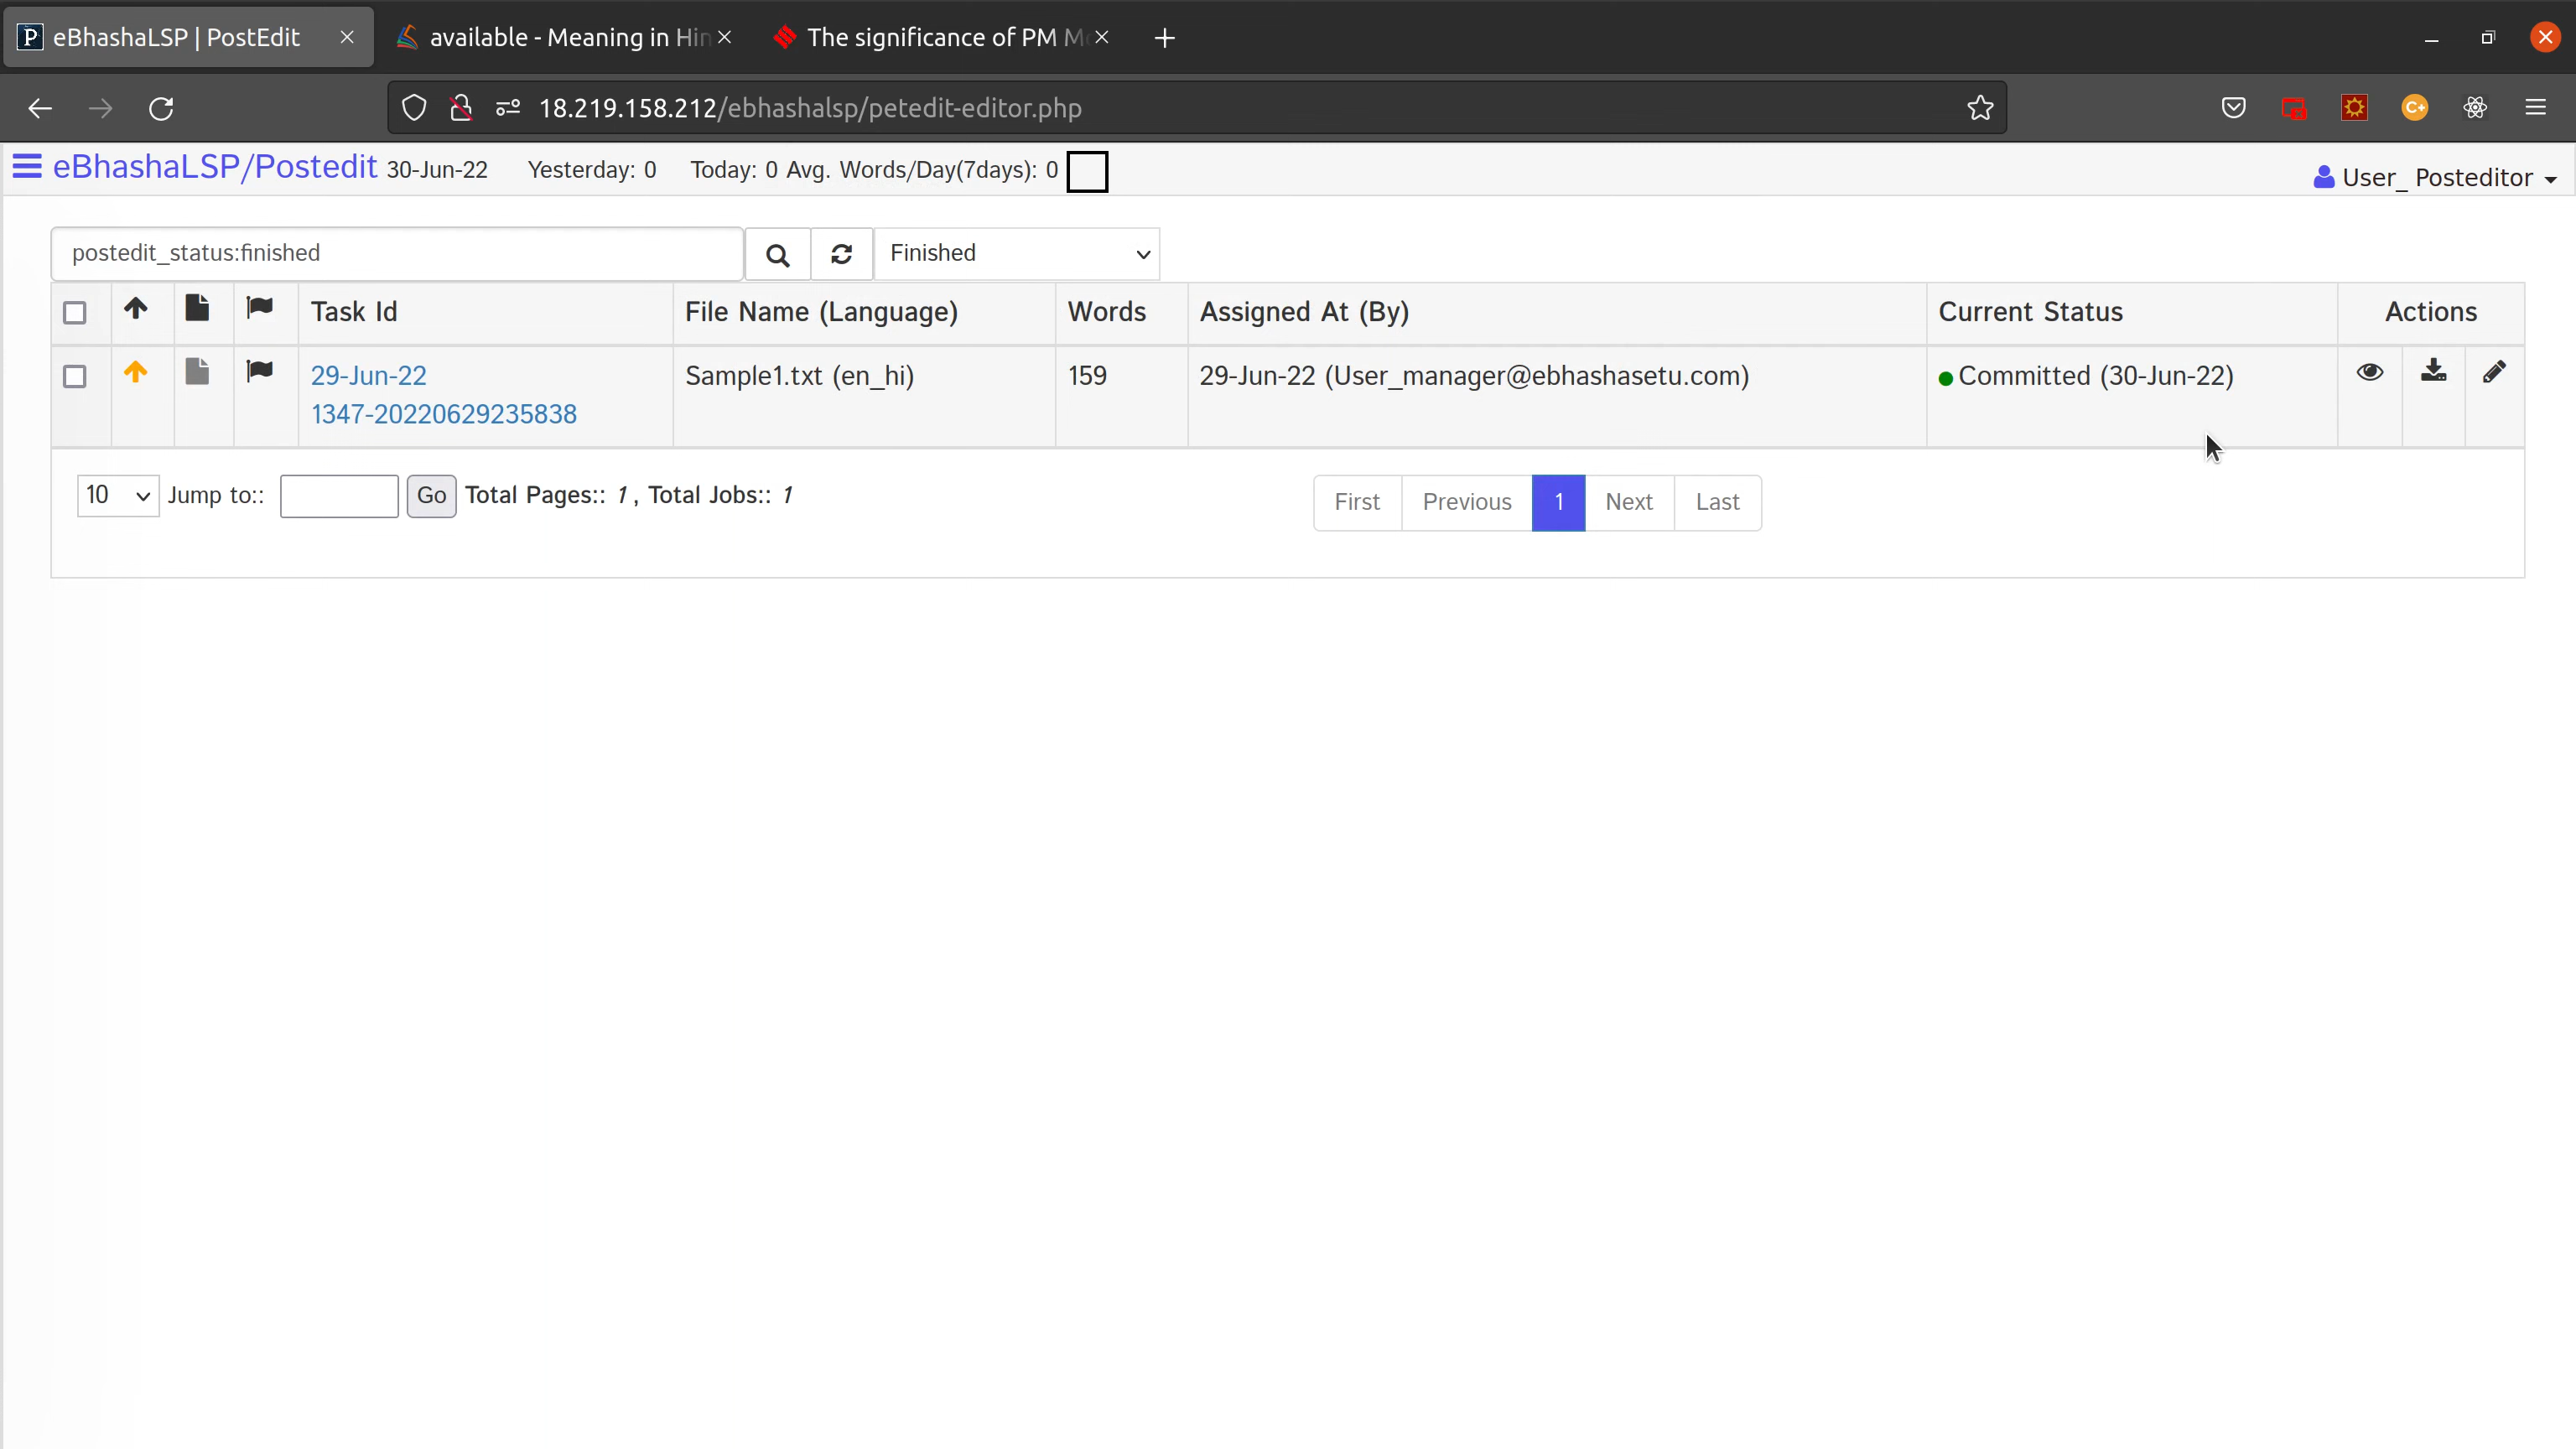 eBhashaLSP | PostEdit
available - Meaning in Hin
The significance of PM M
18.219.158.212/ebhashalsp/petedit-editor.php
eBhashaLSP/Postedit 30-Jun-22 Yesterday: 0 Today: 0 Avg. Words/Day(7days): 0
User_ Posteditor
postedit_status:finished
Finished
Task Id File Name (Language) Words Assigned At (By) Current Status Actions
29-Jun-22 Sample1.txt (en_hi) 159 29-Jun-22 (User_manager@ebhashasetu.com) Committed (30-Jun-22)
1347-20220629235838
10 Jump to:: Go Total Pages:: 1 , Total Jobs:: 1
First Previous 1 Next Last